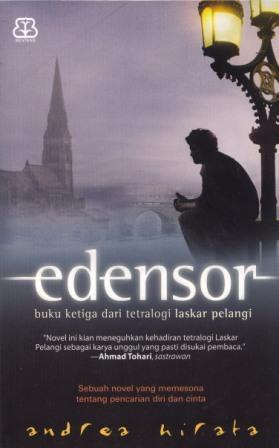 BENTANG
edensor
buku ketiga dari tetralogi laskar pelangi
"Novel ini kian meneguhkan kehadiran tetralogi Laskar
Pelangi sebagai karya unggul yang pasti disukai pembaca."
—Ahmad Tohari, sastrawan
Sebuah novel yang memesona
tentang pencarian diri dan cinta
andrea hirata